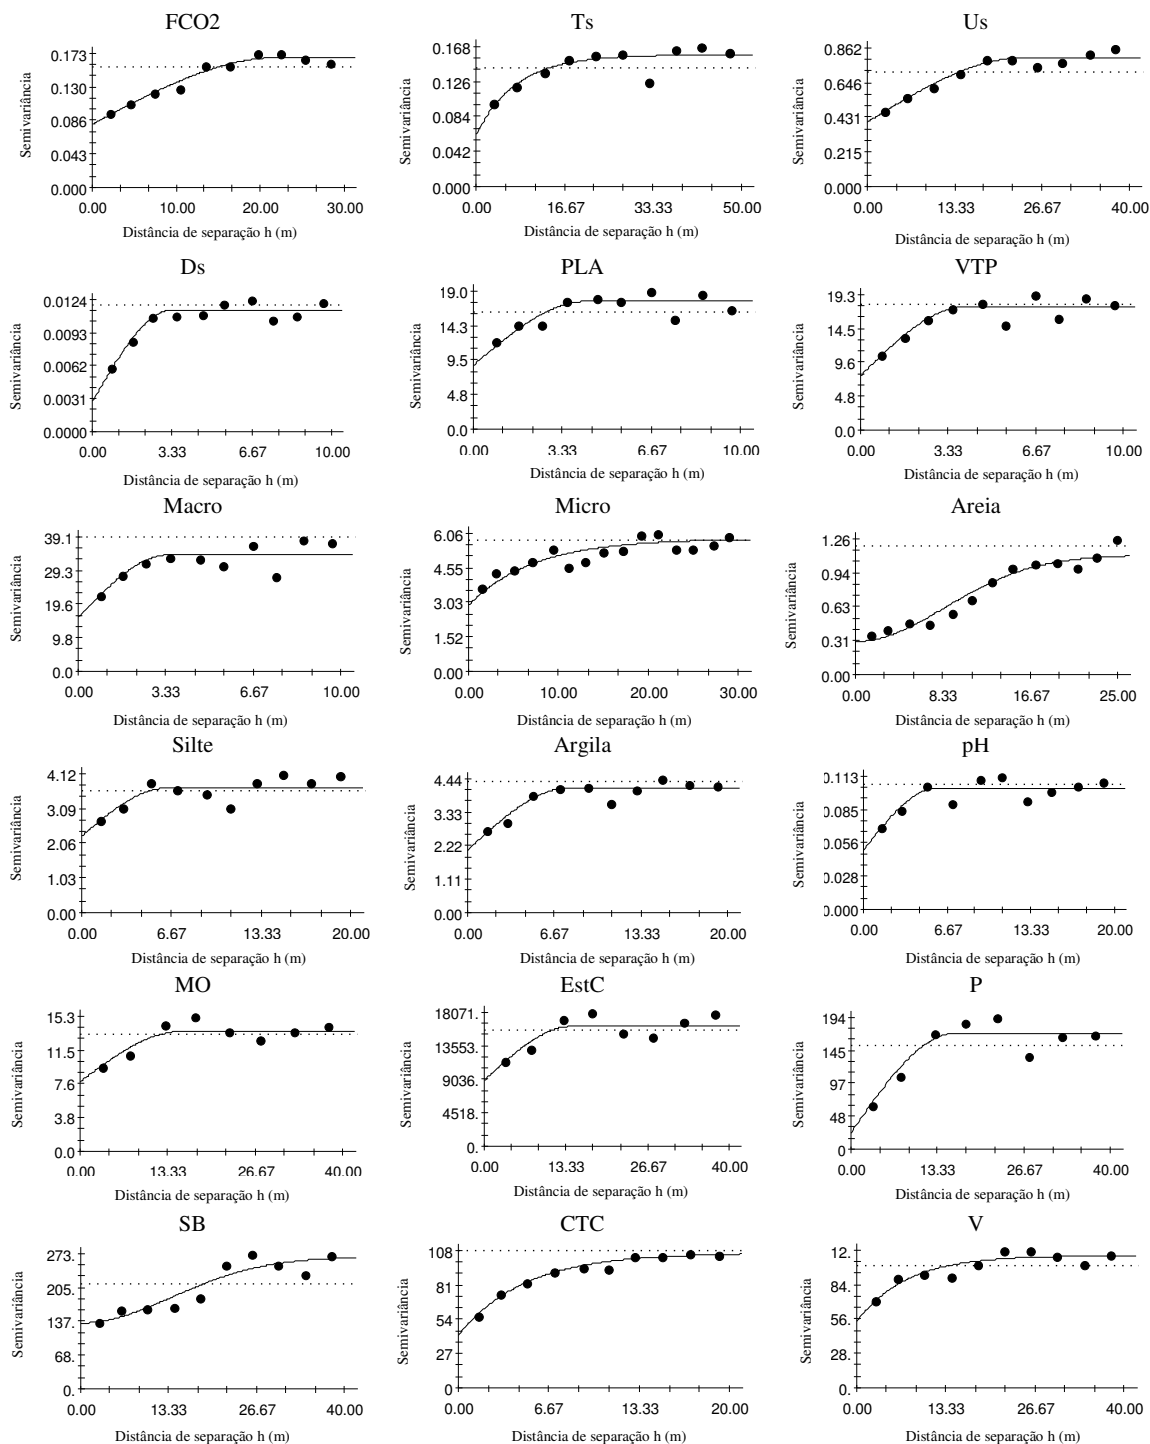 FCO2
Semivariância
0.173
0.130
0.086
0.043
0.000
0.00 10.00 20.00 30.00
Distância de separação h (m)
Ts
Semivariância
0.168
0.126
0.084
0.042
0.000
0.00 16.67 33.33 50.00
Distância de separação h (m)
Us
Semivariância
0.862
0.646
0.431
0.215
0.000
0.00 13.33 26.67 40.00
Distância de separação h (m)
Ds
Semivariância
0.0124
0.0093
0.0062
0.0031
0.0000
0.00 3.33 6.67 10.00
Distância de separação h (m)
PLA
Semivariância
19.0
14.3
9.5
4.8
0.0
0.00 3.33 6.67 10.00
Distância de separação h (m)
VTP
Semivariância
19.3
14.5
9.6
4.8
0.0
0.00 3.33 6.67 10.00
Distância de separação h (m)
Macro
Semivariância
39.1
29.3
19.6
9.8
0.0
0.00 3.33 6.67 10.00
Distância de separação h (m)
Micro
Semivariância
6.06
4.55
3.03
1.52
0.00
0.00 10.00 20.00 30.00
Distância de separação h (m)
Areia
Semivariância
1.26
0.94
0.63
0.31
0.00
0.00 8.33 16.67 25.00
Distância de separação h (m)
Silte
Semivariância
4.12
3.09
2.06
1.03
0.00
0.00 6.67 13.33 20.00
Distância de separação h (m)
Argila
Semivariância
4.44
3.33
2.22
1.11
0.00
0.00 6.67 13.33 20.00
Distância de separação h (m)
pH
Semivariância
0.113
0.085
0.056
0.028
0.000
0.00 6.67 13.33 20.00
Distância de separação h (m)
MO
Semivariância
15.3
11.5
7.6
3.8
0.0
0.00 13.33 26.67 40.00
Distância de separação h (m)
EstC
Semivariância
18071.
13553.
9036.
4518.
0.
0.00 13.33 26.67 40.00
Distância de separação h (m)
P
Semivariância
194
145
97
48
0
0.00 13.33 26.67 40.00
Distância de separação h (m)
SB
Semivariância
273.
205.
137.
68.
0.
0.00 13.33 26.67 40.00
Distância de separação h (m)
CTC
Semivariância
108
81
54
27
0
0.00 6.67 13.33 20.00
Distância de separação h (m)
V
Semivariância
12.
84.
56.
28.
0.
0.00 13.33 26.67 40.00
Distância de separação h (m)